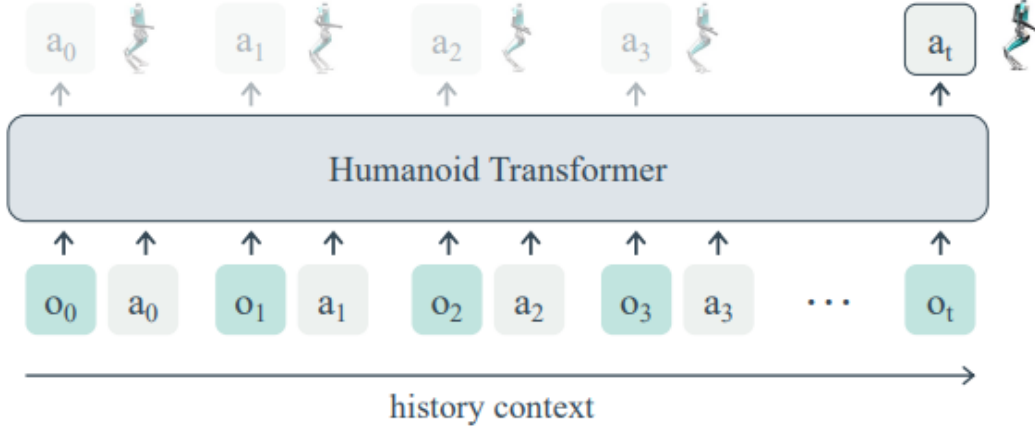 a₀ a₁ a₂ a₃ aₜ
Humanoid Transformer
o₀ a₀ o₁ a₁ o₂ a₂ o₃ a₃ ... oₜ
history context